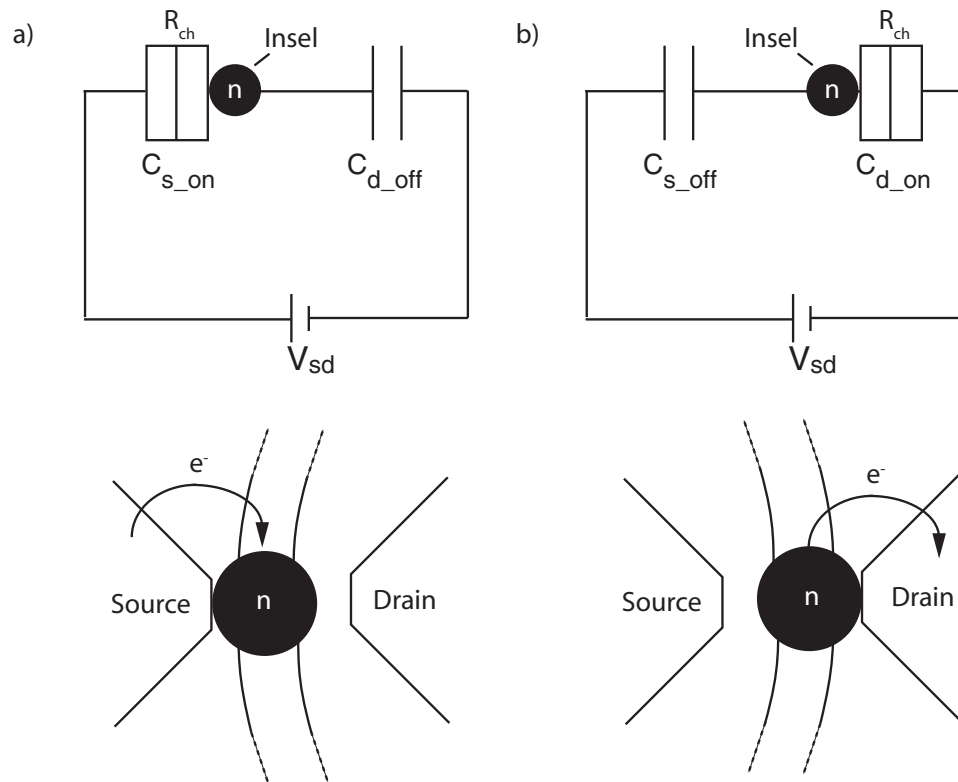 a)
R_ch
Insel
n
C_s_on
C_d_off
V_sd
e⁻
Source
n
Drain
b)
Insel
R_ch
n
C_s_off
C_d_on
V_sd
e⁻
Source
n
Drain